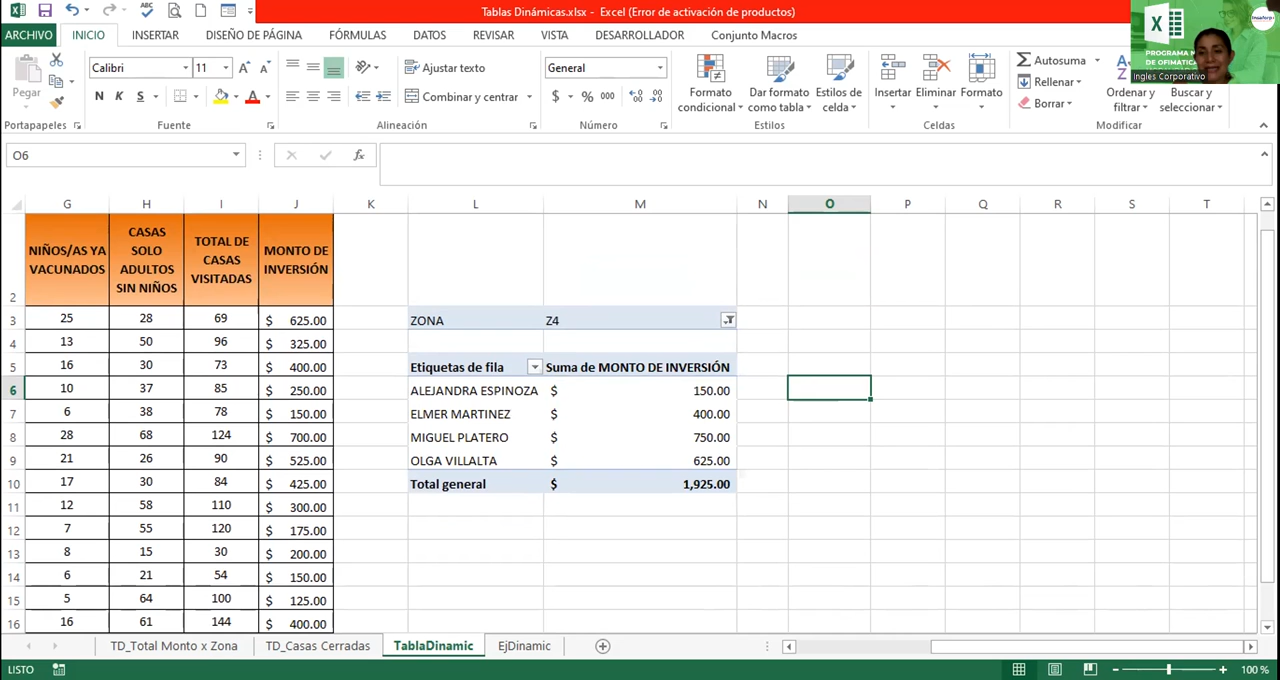 Tablas Dinámicas.xlsx - Excel (Error de activación de productos)
ARCHIVO INICIO INSERTAR DISEÑO DE PÁGINA FÓRMULAS DATOS REVISAR VISTA DESARROLLADOR Conjunto Macros
Pegar
Portapapeles
Calibri 11
N K S
Fuente
Ajustar texto
Combinar y centrar
Alineación
General
$ % 000
Número
Formato condicional
Dar formato como tabla
Estilos de celda
Estilos
Insertar Eliminar Formato
Celdas
Autosuma
Rellenar
Borrar
Ordenar y filtrar
Buscar y seleccionar
Modificar
PROGRAMA
DE OFIMATICA
Ingles Corporativo
O6
fx
G H I J K L M N O P Q R S T
2 NIÑOS/AS YA VACUNADOS CASAS SOLO ADULTOS SIN NIÑOS TOTAL DE CASAS VISITADAS MONTO DE INVERSIÓN
3 25 28 69 $ 625.00 ZONA Z4
4 13 50 96 $ 325.00
5 16 30 73 $ 400.00 Etiquetas de fila Suma de MONTO DE INVERSIÓN
6 10 37 85 $ 250.00 ALEJANDRA ESPINOZA $ 150.00
7 6 38 78 $ 150.00 ELMER MARTINEZ $ 400.00
8 28 68 124 $ 700.00 MIGUEL PLATERO $ 750.00
9 21 26 90 $ 525.00 OLGA VILLALTA $ 625.00
10 17 30 84 $ 425.00 Total general $ 1,925.00
11 12 58 110 $ 300.00
12 7 55 120 $ 175.00
13 8 15 30 $ 200.00
14 6 21 54 $ 150.00
15 5 64 100 $ 125.00
16 16 61 144 $ 400.00
TD_Total Monto x Zona TD_Casas Cerradas TablaDinamic EjDinamic
LISTO 100 %